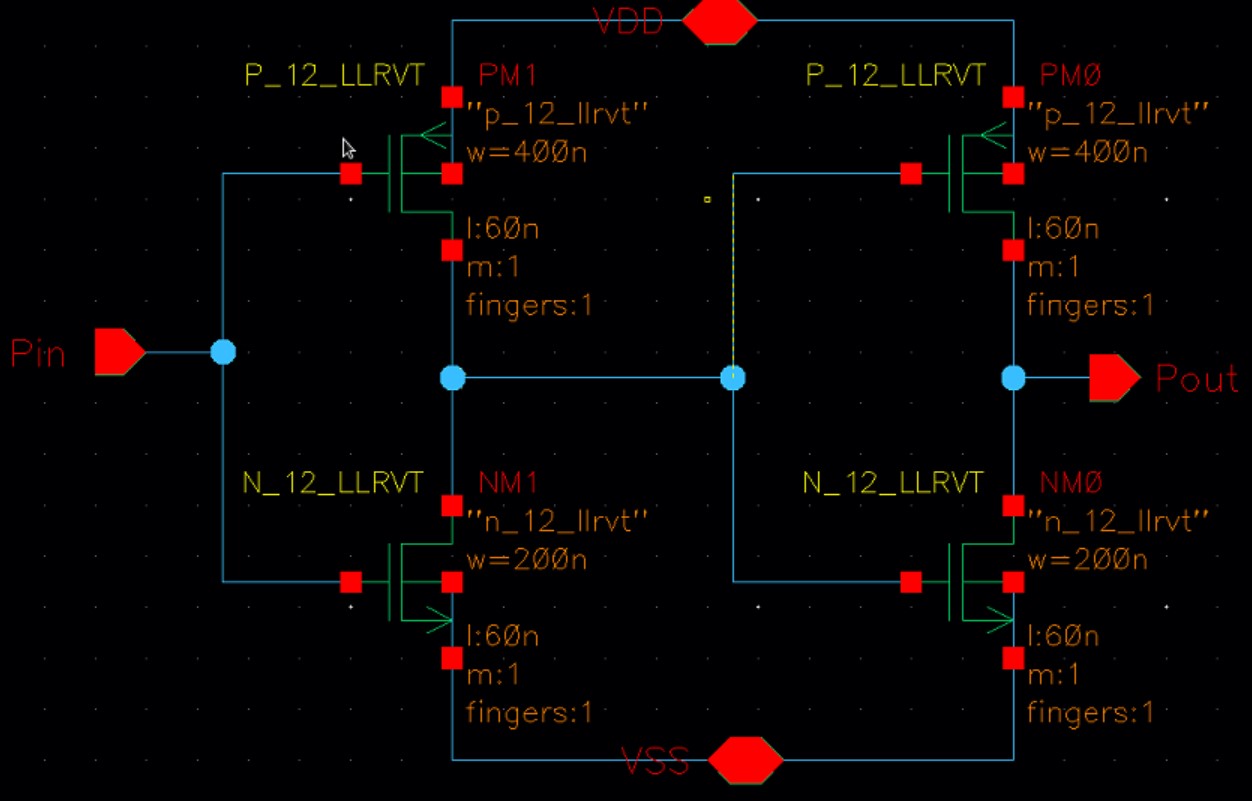 VDD
P_12_LLRVT PM1
"p_12_llrvt"
w=400n
l:60n
m:1
fingers:1
P_12_LLRVT PM0
"p_12_llrvt"
w=400n
l:60n
m:1
fingers:1
Pin
Pout
N_12_LLRVT NM1
"n_12_llrvt"
w=200n
l:60n
m:1
fingers:1
N_12_LLRVT NM0
"n_12_llrvt"
w=200n
l:60n
m:1
fingers:1
VSS